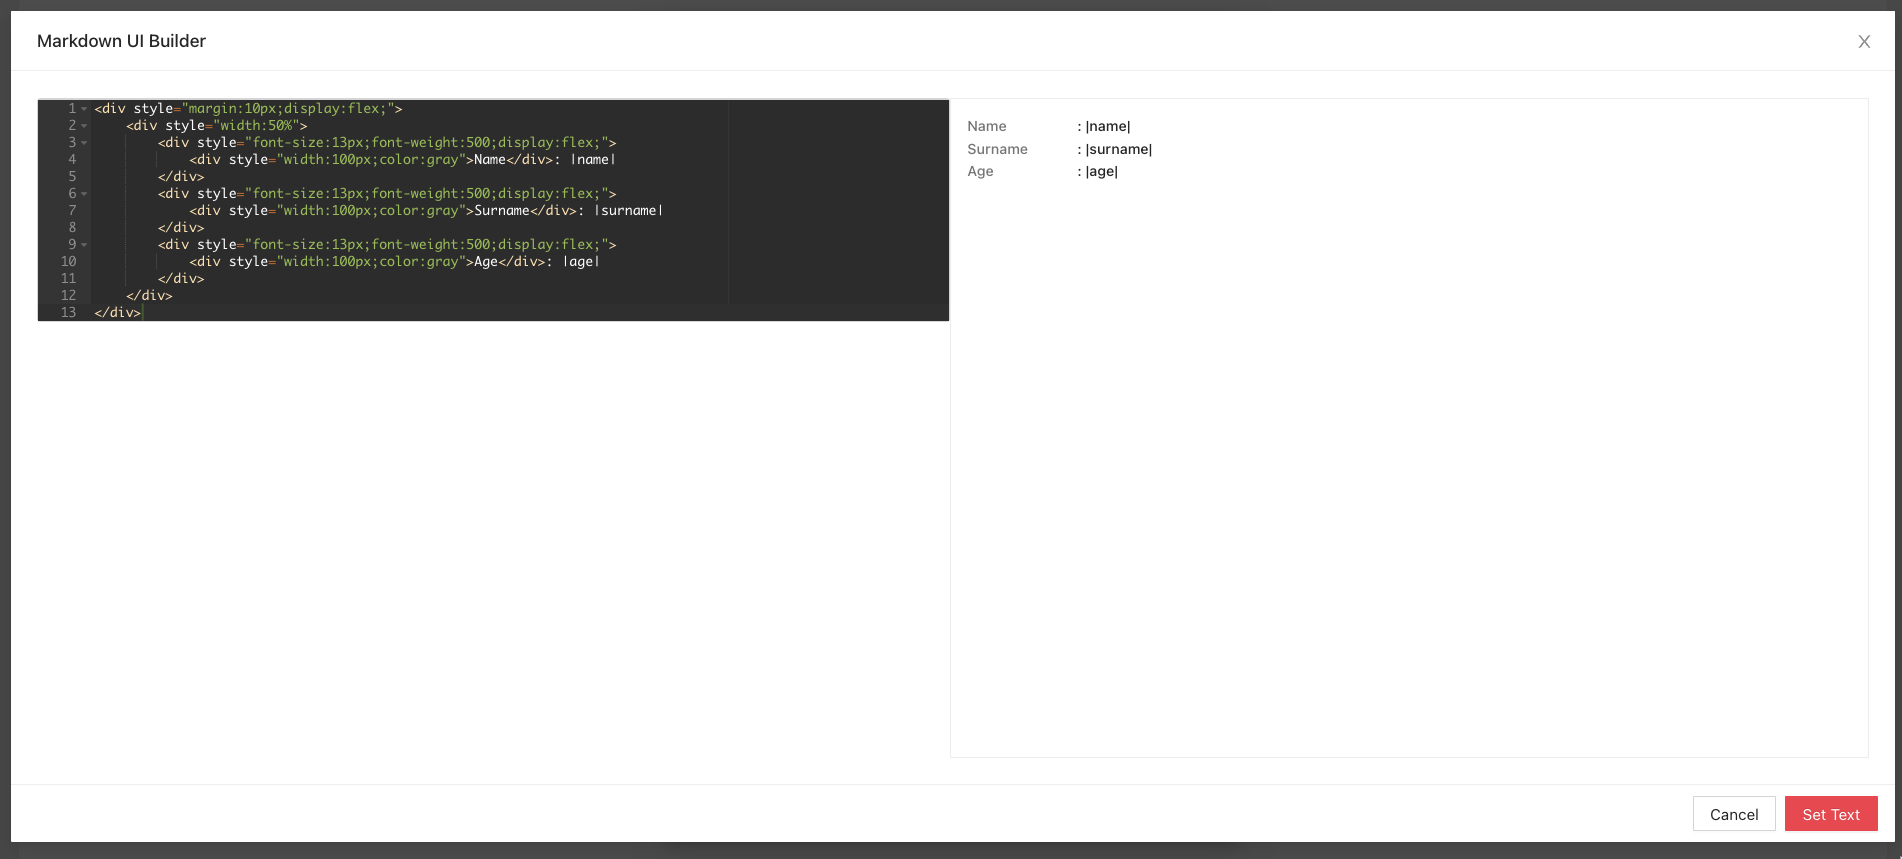 Markdown UI Builder
X
1 <div style="margin:10px;display:flex;">
2     <div style="width:50%">
3         <div style="font-size:13px;font-weight:500;display:flex;">
4             <div style="width:100px;color:gray">Name</div>: |name|
5         </div>
6         <div style="font-size:13px;font-weight:500;display:flex;">
7             <div style="width:100px;color:gray">Surname</div>: |surname|
8         </div>
9         <div style="font-size:13px;font-weight:500;display:flex;">
10             <div style="width:100px;color:gray">Age</div>: |age|
11         </div>
12     </div>
13 </div>
Name : |name|
Surname : |surname|
Age : |age|
Cancel
Set Text